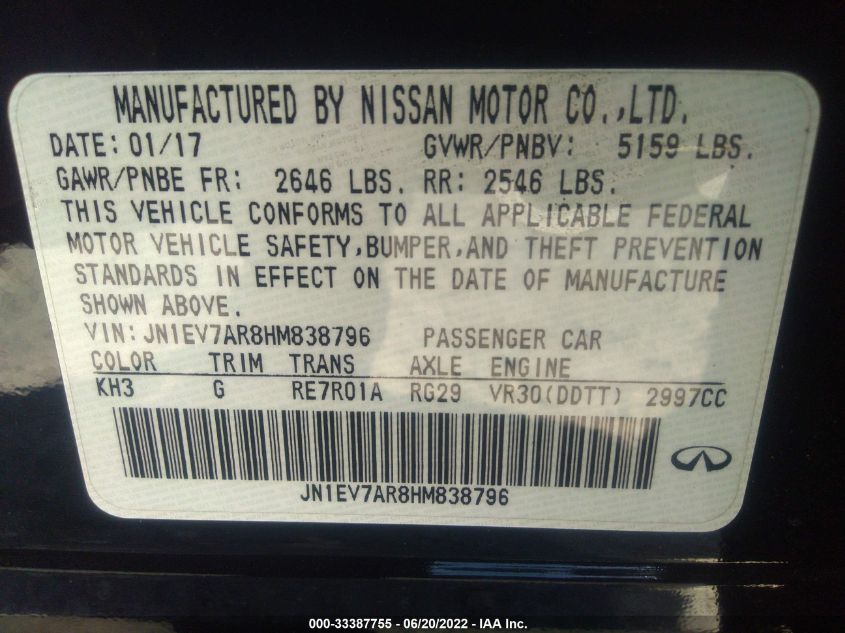 MANUFACTURED BY NISSAN MOTOR CO.,LTD.
DATE: 01/17 GVWR/PNBV: 5159 LBS.
GAWR/PNBE FR: 2646 LBS. RR: 2546 LBS.
THIS VEHICLE CONFORMS TO ALL APPLICABLE FEDERAL
MOTOR VEHICLE SAFETY,BUMPER,AND THEFT PREVENTION
STANDARDS IN EFFECT ON THE DATE OF MANUFACTURE
SHOWN ABOVE.
VIN: JN1EV7AR8HM838796 PASSENGER CAR
COLOR TRIM TRANS AXLE ENGINE
KH3 G RE7R01A RG29 VR30(DDTT) 2997CC
JN1EV7AR8HM838796
000-33387755 - 06/20/2022 - IAA Inc.